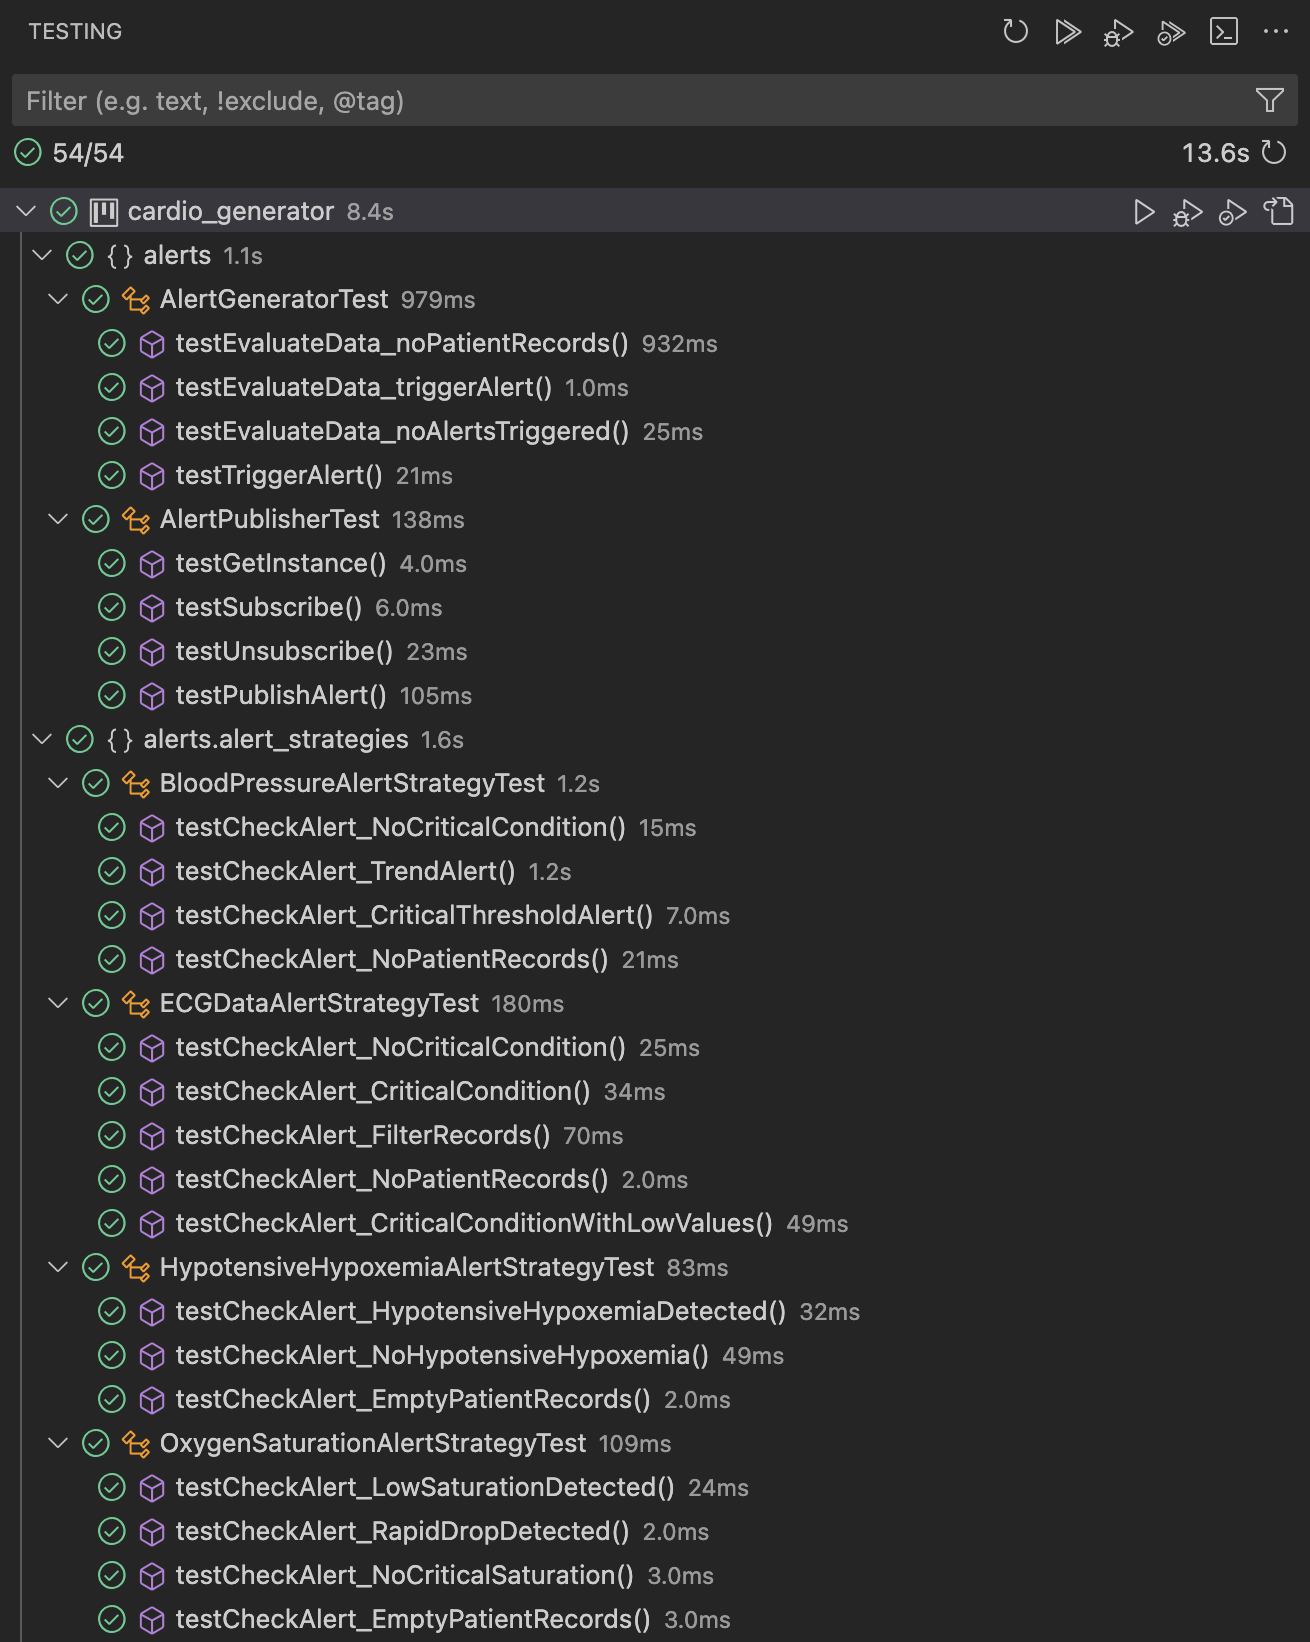 TESTING
Filter (e.g. text, !exclude, @tag)
54/54 13.6s
cardio_generator 8.4s
{} alerts 1.1s
AlertGeneratorTest 979ms
testEvaluateData_noPatientRecords() 932ms
testEvaluateData_triggerAlert() 1.0ms
testEvaluateData_noAlertsTriggered() 25ms
testTriggerAlert() 21ms
AlertPublisherTest 138ms
testGetInstance() 4.0ms
testSubscribe() 6.0ms
testUnsubscribe() 23ms
testPublishAlert() 105ms
{} alerts.alert_strategies 1.6s
BloodPressureAlertStrategyTest 1.2s
testCheckAlert_NoCriticalCondition() 15ms
testCheckAlert_TrendAlert() 1.2s
testCheckAlert_CriticalThresholdAlert() 7.0ms
testCheckAlert_NoPatientRecords() 21ms
ECGDataAlertStrategyTest 180ms
testCheckAlert_NoCriticalCondition() 25ms
testCheckAlert_CriticalCondition() 34ms
testCheckAlert_FilterRecords() 70ms
testCheckAlert_NoPatientRecords() 2.0ms
testCheckAlert_CriticalConditionWithLowValues() 49ms
HypotensiveHypoxemiaAlertStrategyTest 83ms
testCheckAlert_HypotensiveHypoxemiaDetected() 32ms
testCheckAlert_NoHypotensiveHypoxemia() 49ms
testCheckAlert_EmptyPatientRecords() 2.0ms
OxygenSaturationAlertStrategyTest 109ms
testCheckAlert_LowSaturationDetected() 24ms
testCheckAlert_RapidDropDetected() 2.0ms
testCheckAlert_NoCriticalSaturation() 3.0ms
testCheckAlert_EmptyPatientRecords() 3.0ms